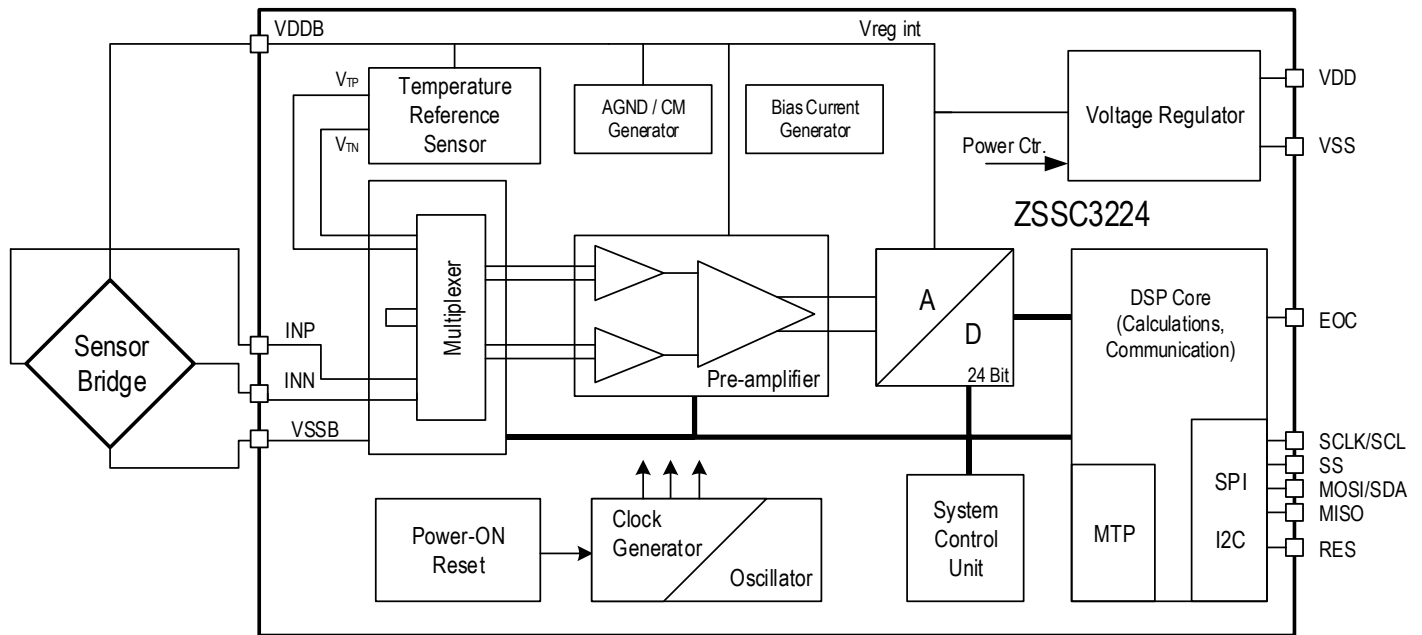 VDDB
Vreg int
VTP
VTN
Temperature
Reference
Sensor
AGND / CM
Generator
Bias Current
Generator
Voltage Regulator
Power Ctr.
VDD
VSS
ZSSC3224
Multiplexer
Pre-amplifier
A
D
24 Bit
DSP Core
(Calculations,
Communication)
EOC
Sensor
Bridge
INP
INN
VSSB
Power-ON
Reset
Clock
Generator
Oscillator
System
Control
Unit
MTP
SPI
I2C
SCLK/SCL
SS
MOSI/SDA
MISO
RES